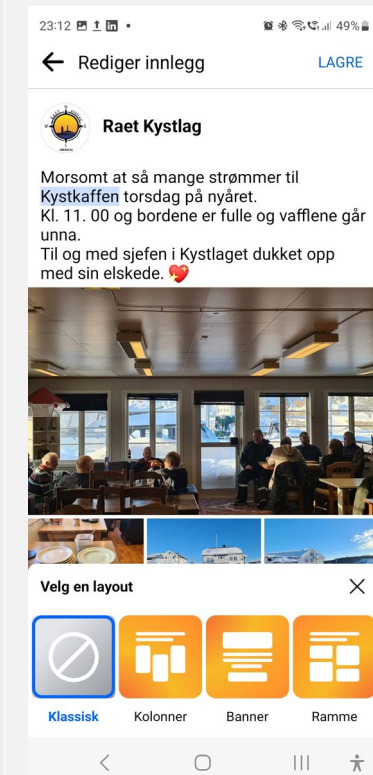 23:12 49%
Rediger innlegg LAGRE
Raet Kystlag
Morsomt at så mange strømmer til
Kystkaffen torsdag på nyåret.
Kl. 11. 00 og bordene er fulle og vafflene går
unna.
Til og med sjefen i Kystlaget dukket opp
med sin elskede. 💖
Velg en layout
Klassisk Kolonner Banner Ramme